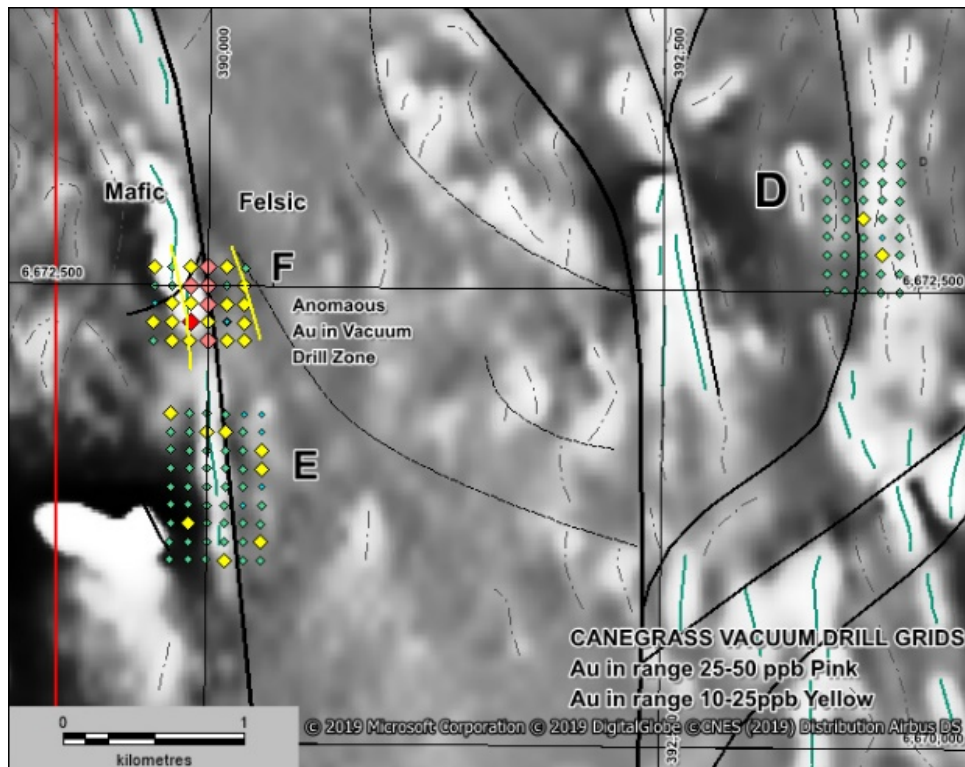 390,000
392,500
D
D
Mafic
Felsic
F
6,672,500
6,672,500
Anomaous
Au in Vacuum
Drill Zone
E
CANEGRASS VACUUM DRILL GRIDS
Au in range 25-50 ppb Pink
Au in range 10-25ppb Yellow
0 1
kilometres
© 2019 Microsoft Corporation © 2019 DigitalGlobe ©CNES (2019) Distribution Airbus DS
6,670,000